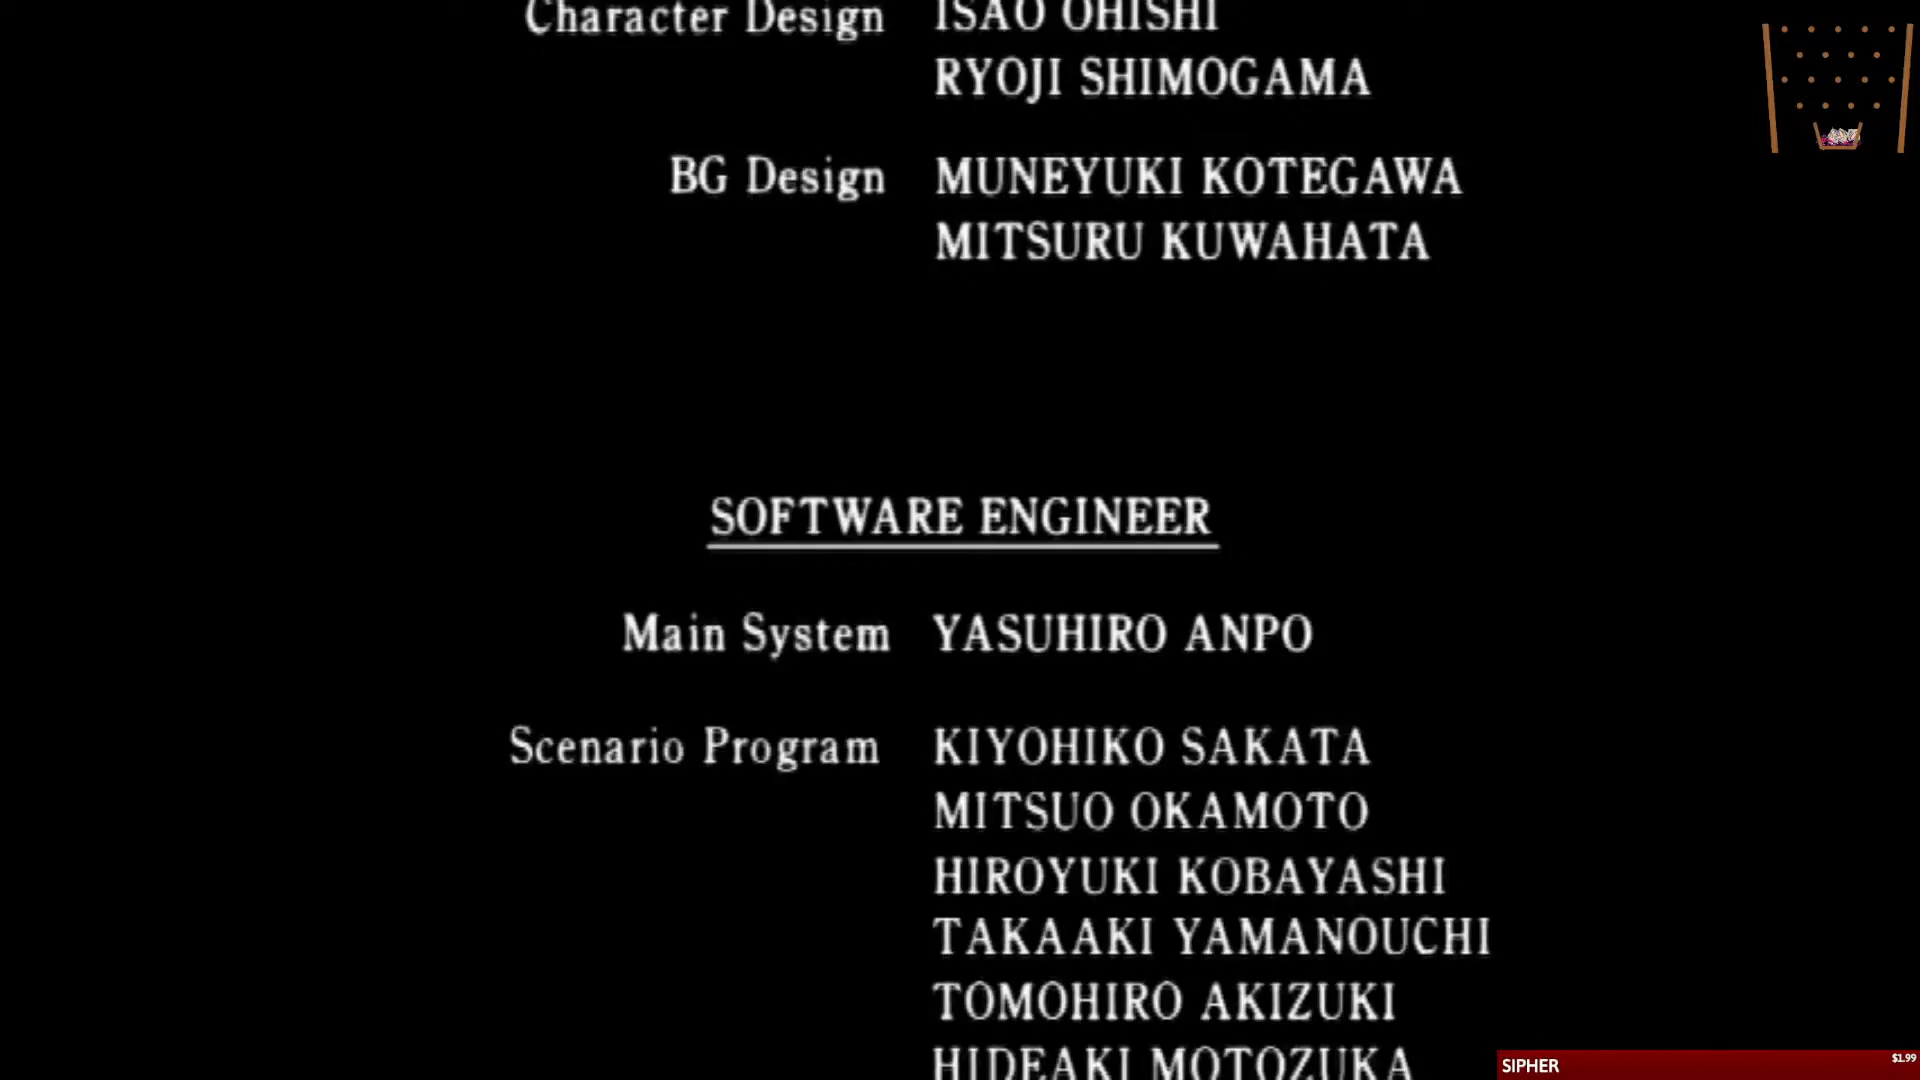 Character Design ISAO OHISHI
RYOJI SHIMOGAMA
BG Design MUNEYUKI KOTEGAWA
MITSURU KUWAHATA
SOFTWARE ENGINEER
Main System YASUHIRO ANPO
Scenario Program KIYOHIKO SAKATA
MITSUO OKAMOTO
HIROYUKI KOBAYASHI
TAKAAKI YAMANOUCHI
TOMOHIRO AKIZUKI
HIDEAKI MOTOZUKA
SIPHER $1.99